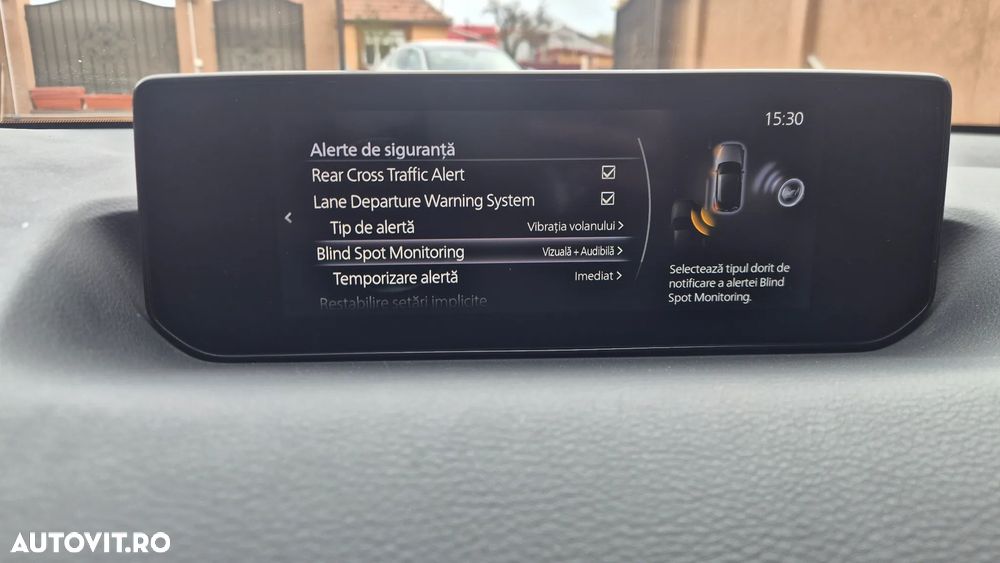 15:30
Alerte de siguranță
Rear Cross Traffic Alert
Lane Departure Warning System
Tip de alertă Vibrația volanului >
Blind Spot Monitoring Vizuală + Audibilă >
Temporizare alertă Imediat >
Restabilire setări implicite
Selectează tipul dorit de
notificare a alertei Blind
Spot Monitoring.
AUTOVIT.RO